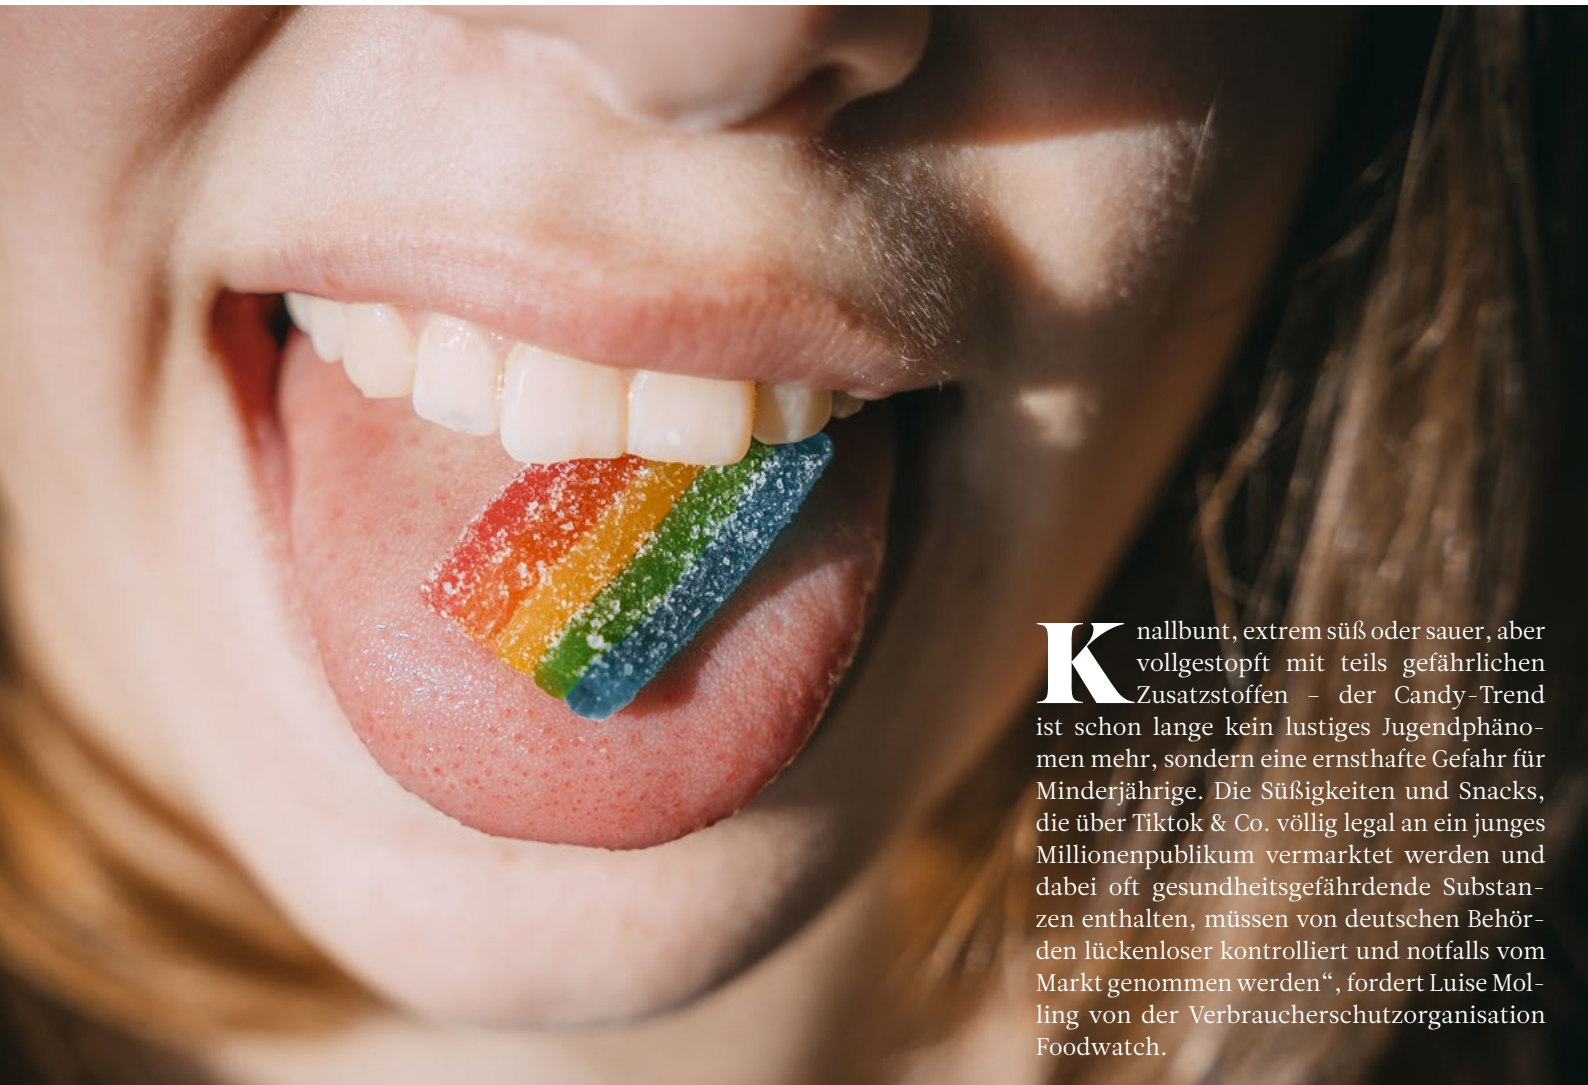 Knallbunt, extrem süß oder sauer, aber
vollgestopft mit teils gefährlichen
Zusatzstoffen – der Candy-Trend
ist schon lange kein lustiges Jugendphäno-
men mehr, sondern eine ernsthafte Gefahr für
Minderjährige. Die Süßigkeiten und Snacks,
die über Tiktok & Co. völlig legal an ein junges
Millionenpublikum vermarktet werden und
dabei oft gesundheitsgefährdende Substan-
zen enthalten, müssen von deutschen Behör-
den lückenloser kontrolliert und notfalls vom
Markt genommen werden“, fordert Luise Mol-
ling von der Verbraucherschutzorganisation
Foodwatch.